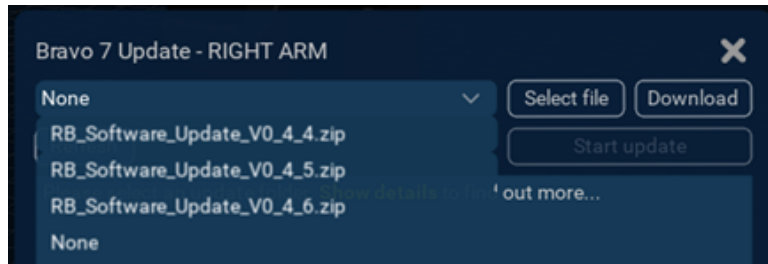 Bravo 7 Update - RIGHT ARM
None
Select file
Download
RB_Software_Update_V0_4_4.zip
Start update
RB_Software_Update_V0_4_5.zip
Show details out more...
RB_Software_Update_V0_4_6.zip
None